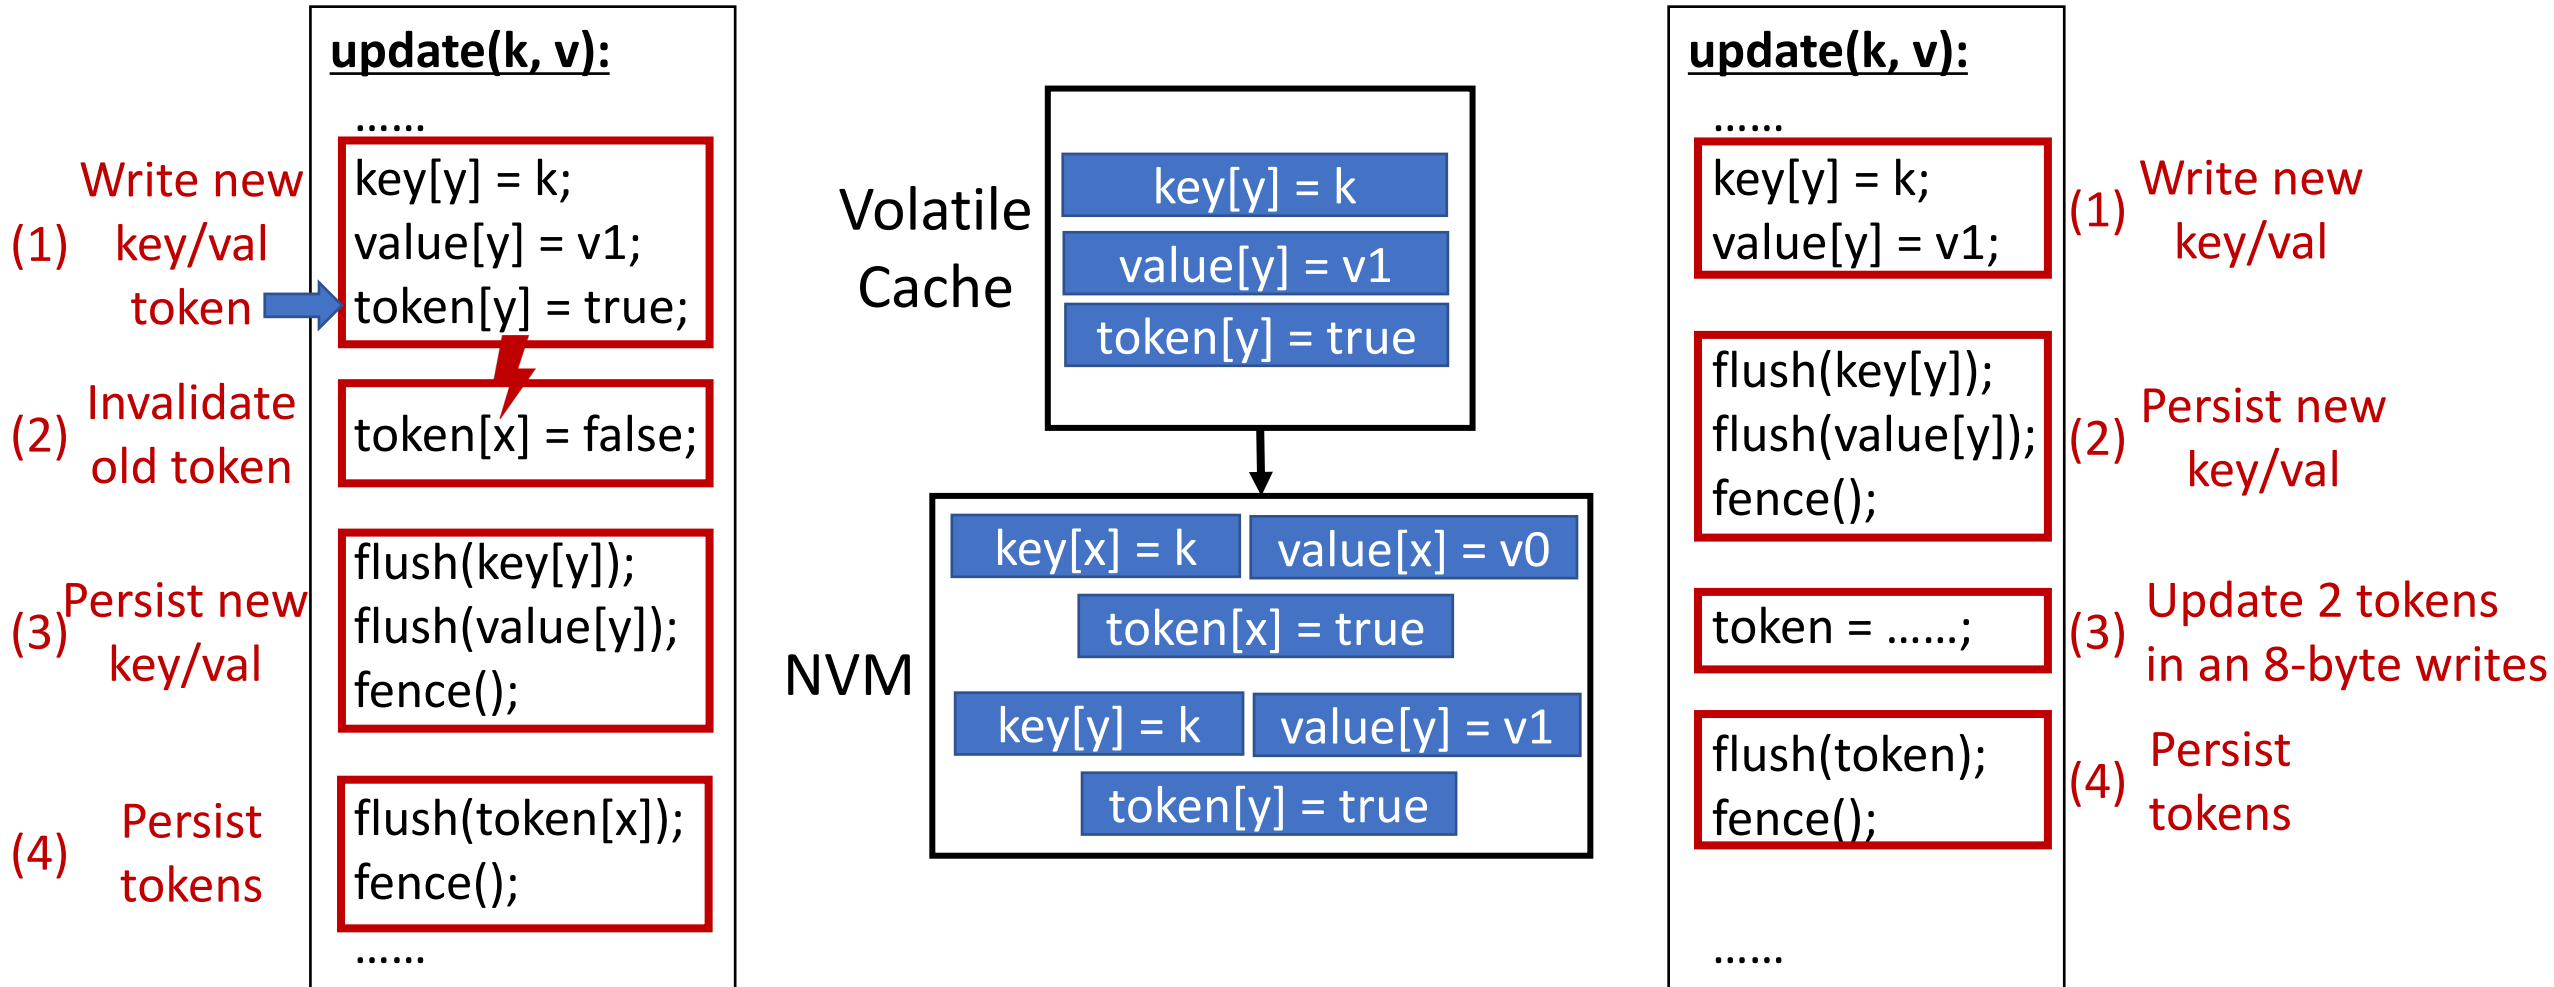 update(k, v):
......
(1)
Write new
key/val
token
key[y] = k;
value[y] = v1;
token[y] = true;
(2)
Invalidate
old token
token[x] = false;
(3)
Persist new
key/val
flush(key[y]);
flush(value[y]);
fence();
(4)
Persist
tokens
flush(token[x]);
fence();
......
Volatile
Cache
key[y] = k
value[y] = v1
token[y] = true
NVM
key[x] = k
value[x] = v0
token[x] = true
key[y] = k
value[y] = v1
token[y] = true
update(k, v):
......
key[y] = k;
value[y] = v1;
(1)
Write new
key/val
flush(key[y]);
flush(value[y]);
fence();
(2)
Persist new
key/val
token = ......;
(3)
Update 2 tokens
in an 8-byte writes
flush(token);
fence();
(4)
Persist
tokens
......